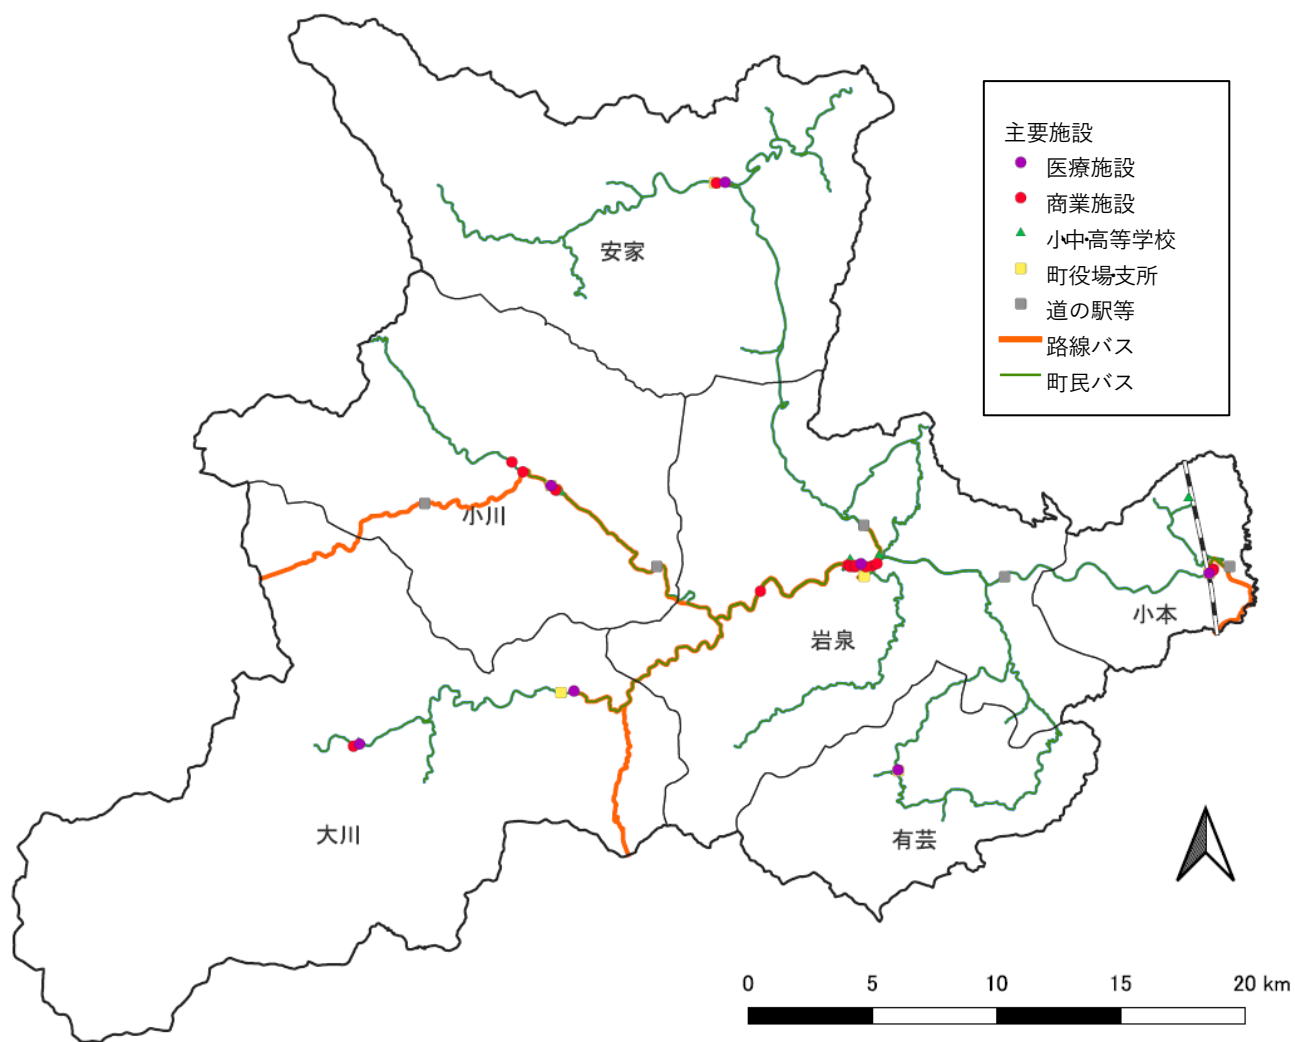 主要施設
医療施設
商業施設
小・中・高等学校
町役場・支所
道の駅等
路線バス
町民バス
安家
小川
岩泉
小本
大川
有芸
0 5 10 15 20 km